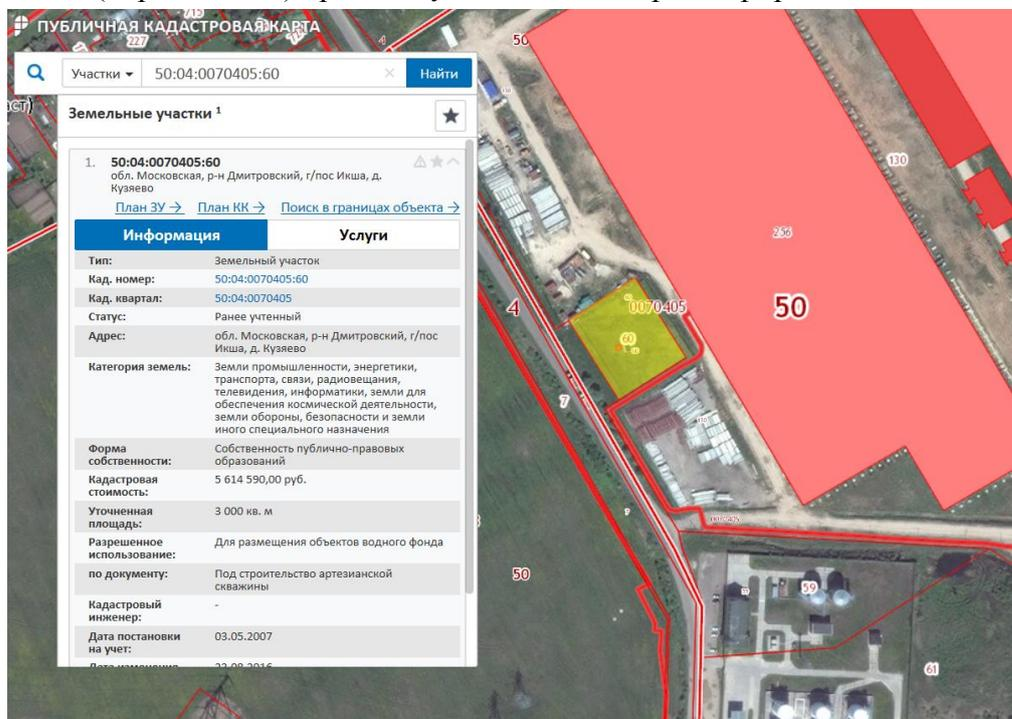 ПУБЛИЧНАЯ КАДАСТРОВАЯ КАРТА
Участки
50:04:0070405:60
Найти
Земельные участки 1
1. 50:04:0070405:60
обл. Московская, р-н Дмитровский, г/пос Икша, д.
Кузяево
План ЗУ → План КК → Поиск в границах объекта →
Информация Услуги
Тип: Земельный участок
Кад. номер: 50:04:0070405:60
Кад. квартал: 50:04:0070405
Статус: Ранее учтенный
Адрес: обл. Московская, р-н Дмитровский, г/пос
Икша, д. Кузяево
Категория земель: Земли промышленности, энергетики,
транспорта, связи, радиовещания,
телевидения, информатики, земли для
обеспечения космической деятельности,
земли обороны, безопасности и земли
иного специального назначения
Форма собственности: Собственность публично-правовых
образований
Кадастровая стоимость: 5 614 590,00 руб.
Уточненная площадь: 3 000 кв. м
Разрешенное использование: Для размещения объектов водного фонда
по документу: Под строительство артезианской
скважины
Кадастровый инженер: -
Дата постановки на учет: 03.05.2007
227
4
50
130
256
50
0070405
60
4
7
7
0070405
50
59
61